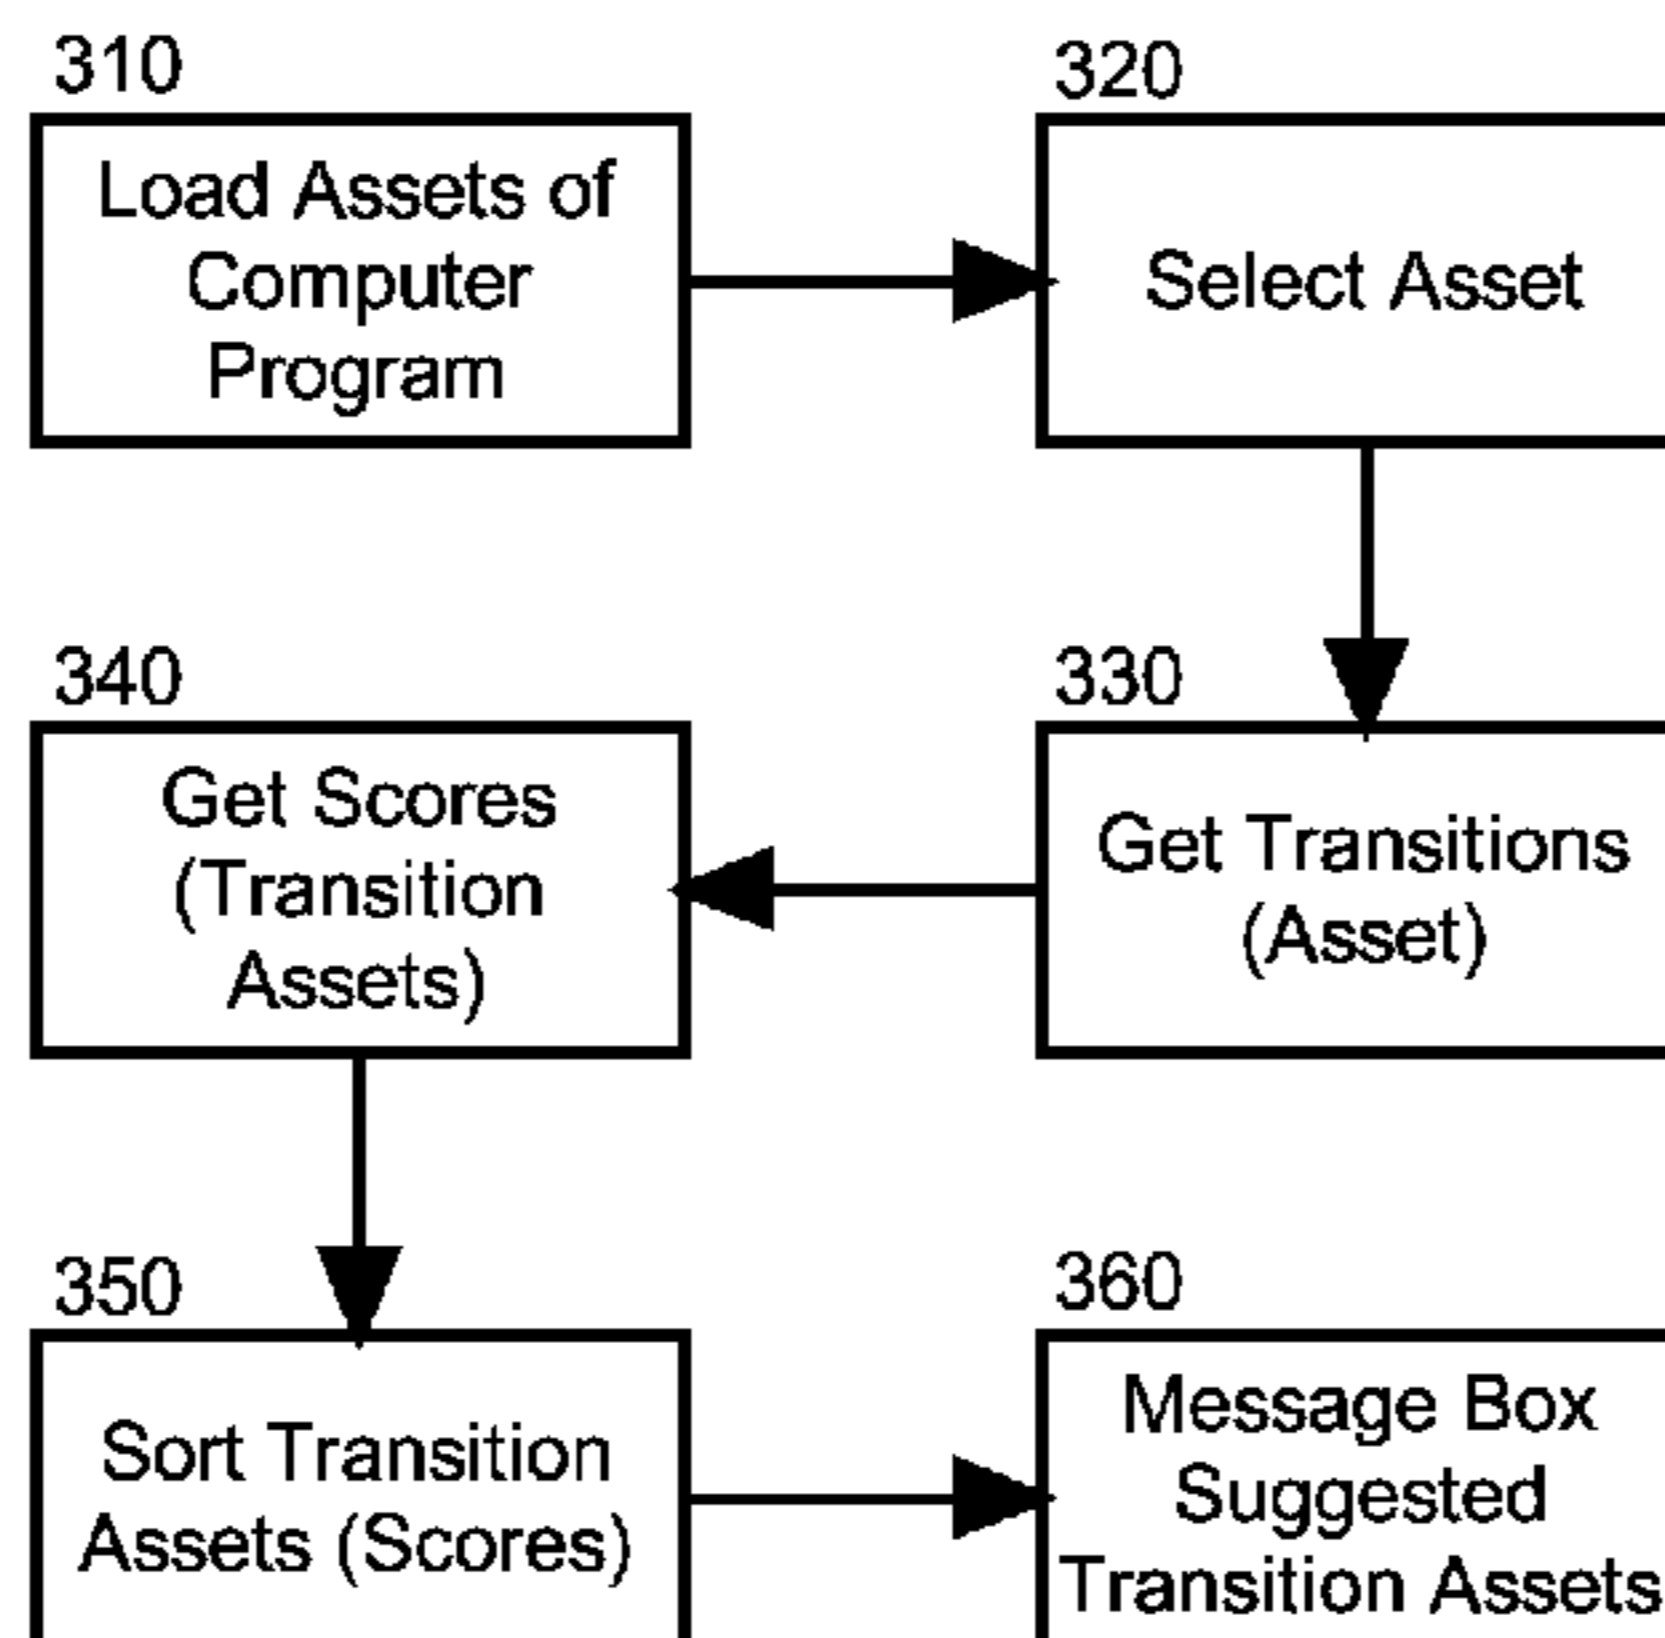 310
Load Assets of
Computer
Program
320
Select Asset
340
Get Scores
(Transition
Assets)
330
Get Transitions
(Asset)
350
Sort Transition
Assets (Scores)
360
Message Box
Suggested
Transition Assets